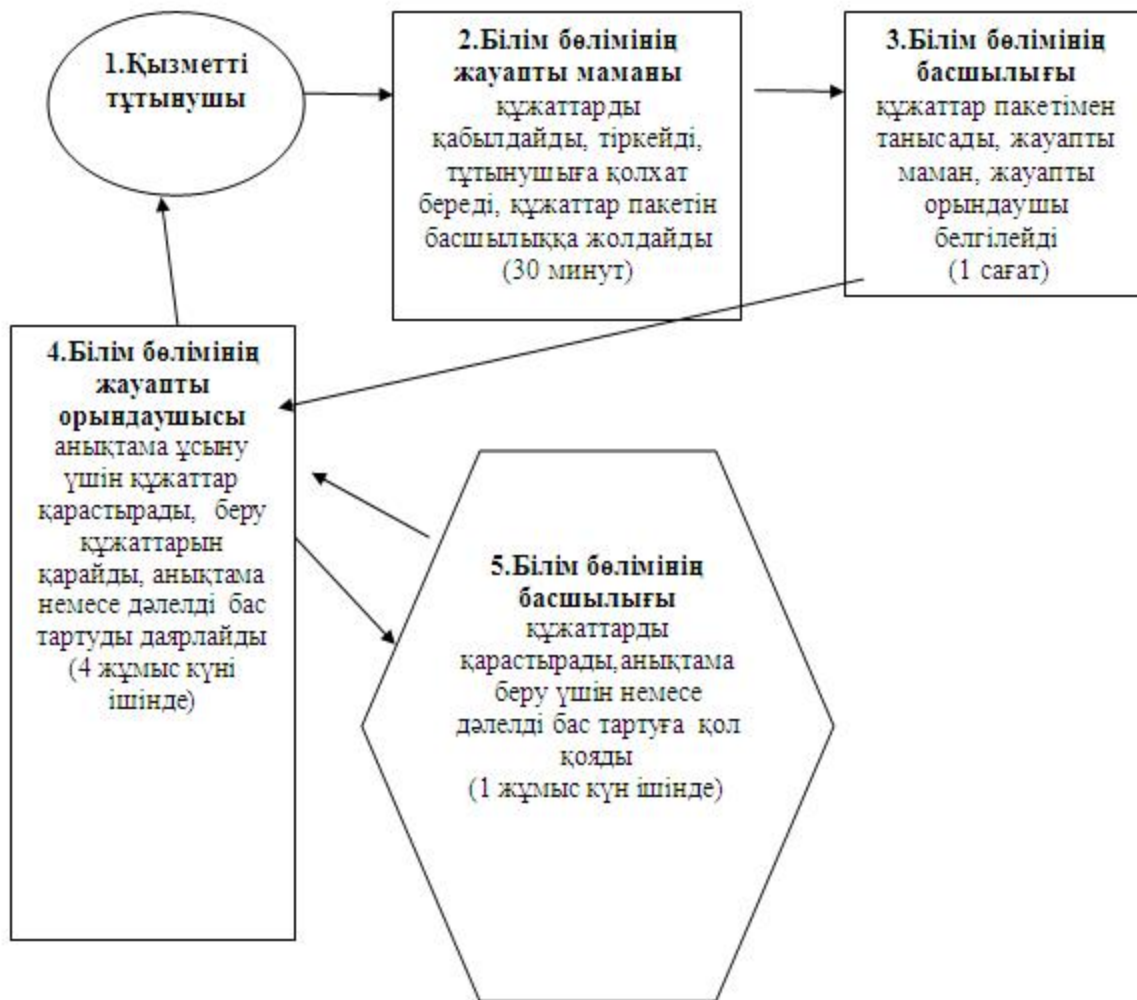 1.Қызметті
тұтынушы
2.Білім бөлімінің
жауапты маманы
құжаттарды
қабылдайды, тіркейді,
тұтынушыға қолхат
береді, құжаттар пакетін
басшылыққа жолдайды
(30 минут)
3.Білім бөлімінің
басшылығы
құжаттар пакетімен
танысады, жауапты
маман, жауапты
орындаушы
белгілейді
(1 сағат)
4.Білім бөлімінің
жауапты
орындаушысы
анықтама ұсыну
үшін құжаттар
қарастырады, беру
құжаттарын
қарайды, анықтама
немесе дәлелді бас
тартуды даярлайды
(4 жұмыс күні
ішінде)
5.Білім бөлімінің
басшылығы
құжаттарды
қарастырады,анықтама
беру үшін немесе
дәлелді бас тартуға қол
қояды
(1 жұмыс күн ішінде)